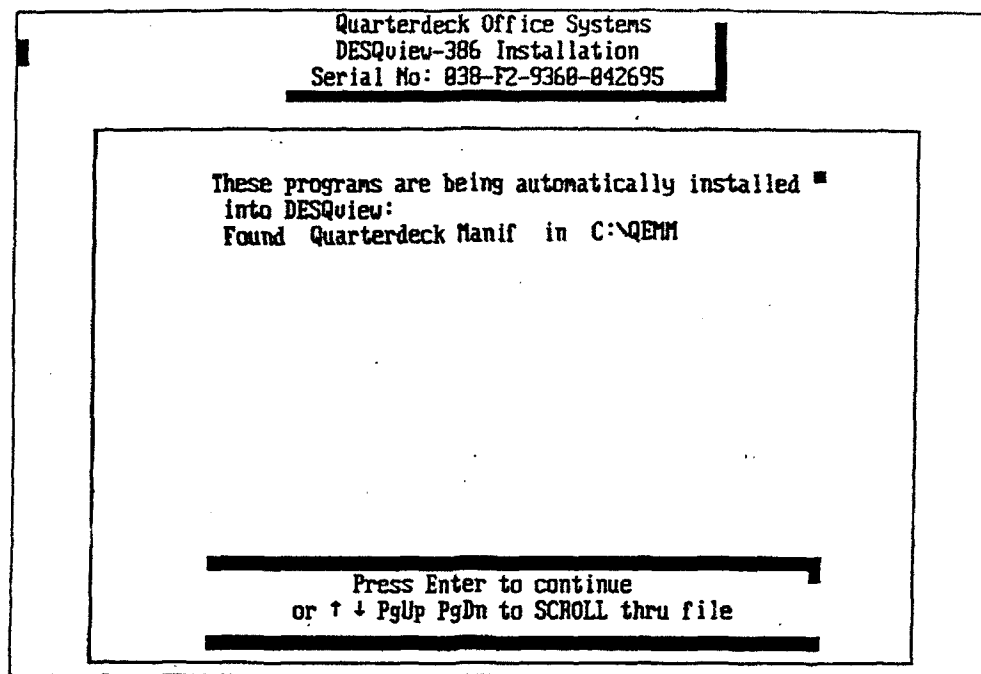 Quarterdeck Office Systems
DESQview-386 Installation
Serial No: 038-F2-9360-042695
These programs are being automatically installed
into DESQview:
Found Quarterdeck Manif in C:\QEMM
Press Enter to continue
or ↑ ↓ PgUp PgDn to SCROLL thru file